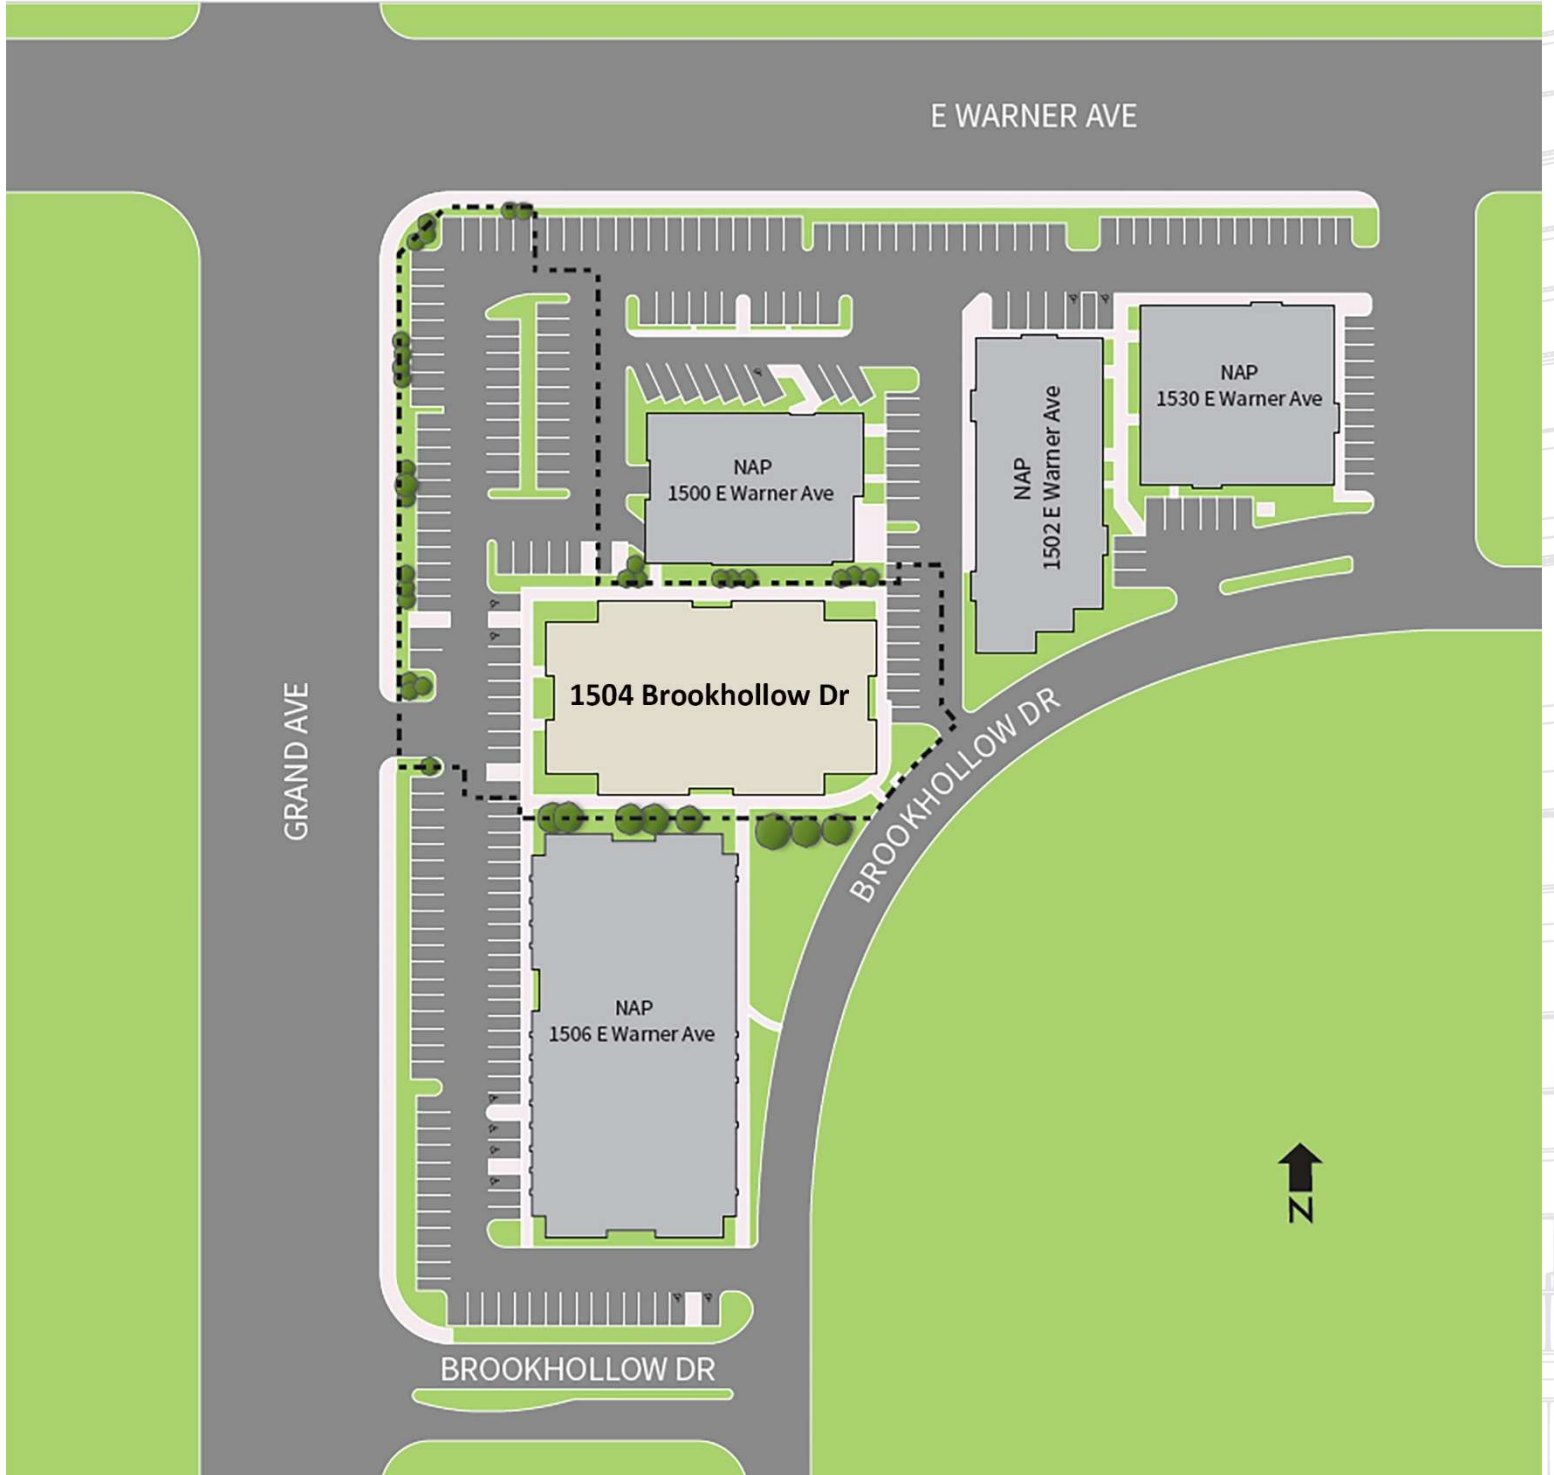 E WARNER AVE
NAP
1530 E Warner Ave
NAP
1502 E Warner Ave
NAP
1500 E Warner Ave
1504 Brookhollow Dr
GRAND AVE
BROOKHOLLOW DR
NAP
1506 E Warner Ave
N
BROOKHOLLOW DR